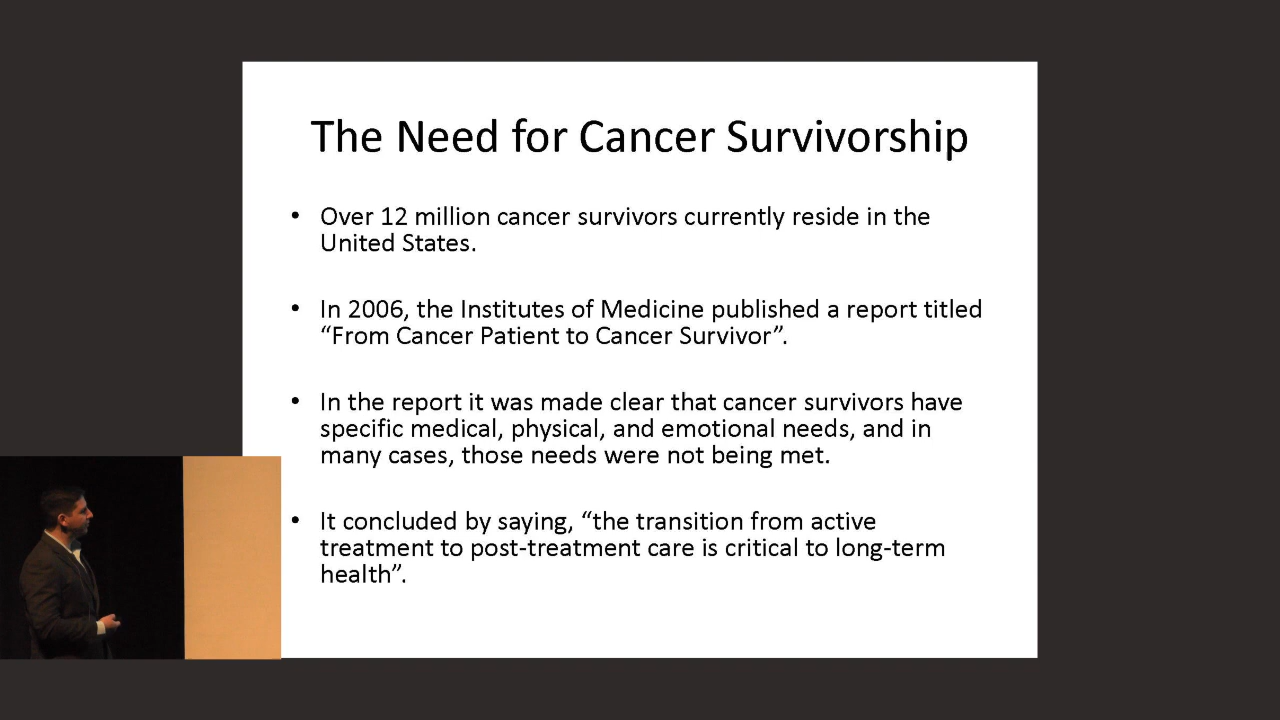 The Need for Cancer Survivorship
• Over 12 million cancer survivors currently reside in the
United States.
• In 2006, the Institutes of Medicine published a report titled
“From Cancer Patient to Cancer Survivor”.
• In the report it was made clear that cancer survivors have
specific medical, physical, and emotional needs, and in
many cases, those needs were not being met.
• It concluded by saying, “the transition from active
treatment to post-treatment care is critical to long-term
health”.